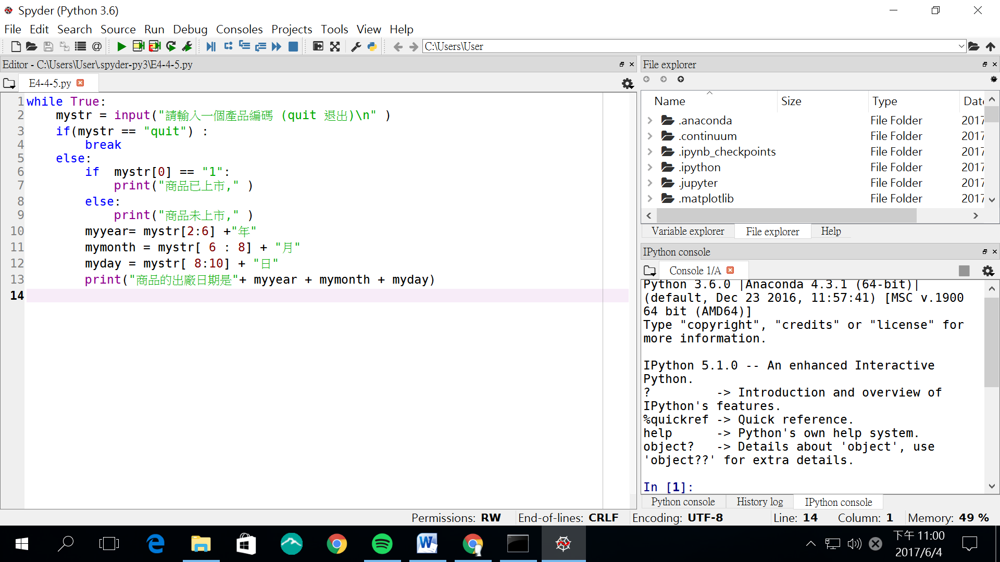 Spyder (Python 3.6)
File Edit Search Source Run Debug Consoles Projects Tools View Help
C:\Users\User
Editor - C:\Users\User\.spyder-py3\E4-4-5.py
E4-4-5.py
1 while True:
2     mystr = input("請輸入一個產品編碼 (quit 退出)\n" )
3     if(mystr == "quit") :
4         break
5     else:
6         if  mystr[0] == "1":
7             print("商品已上市," )
8         else:
9             print("商品未上市," )
10         myyear= mystr[2:6] +"年"
11         mymonth = mystr[ 6 : 8] + "月"
12         myday = mystr[ 8:10] + "日"
13         print("商品的出廠日期是"+ myyear + mymonth + myday)
14
File explorer
Name Size Type Date
.anaconda File Folder 2017
.continuum File Folder 2017
.ipynb_checkpoints File Folder 2017
.ipython File Folder 2017
.jupyter File Folder 2017
.matplotlib File Folder 2017
Variable explorer File explorer Help
IPython console
Console 1/A
Python 3.6.0 |Anaconda 4.3.1 (64-bit)|
(default, Dec 23 2016, 11:57:41) [MSC v.1900
64 bit (AMD64)]
Type "copyright", "credits" or "license" for
more information.
IPython 5.1.0 -- An enhanced Interactive
Python.
?         -> Introduction and overview of
IPython's features.
%quickref -> Quick reference.
help      -> Python's own help system.
object?   -> Details about 'object', use
'object??' for extra details.
In [1]:
Python console History log IPython console
Permissions: RW End-of-lines: CRLF Encoding: UTF-8 Line: 14 Column: 1 Memory: 49 %
下午 11:00
2017/6/4